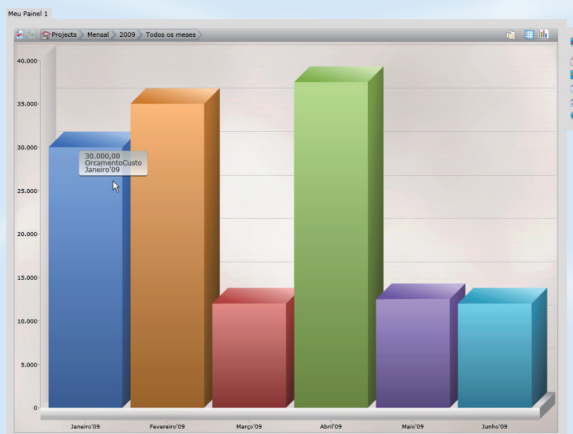 Meu Painel 1
Projects Mensal 2009 Todos os meses
40.000
35.000
30.000
25.000
20.000
15.000
10.000
5.000
0
30.000,00
OrcamentoCusto
Janeiro'09
Janeiro'09 Fevereiro'09 Março'09 Abril'09 Maio'09 Junho'09